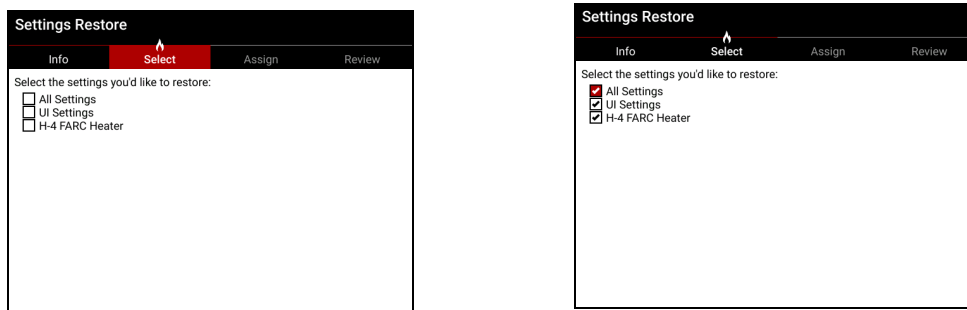 Settings Restore
Info Select Assign Review
Select the settings you'd like to restore:
All Settings
UI Settings
H-4 FARC Heater
Settings Restore
Info Select Assign Review
Select the settings you'd like to restore:
All Settings
UI Settings
H-4 FARC Heater